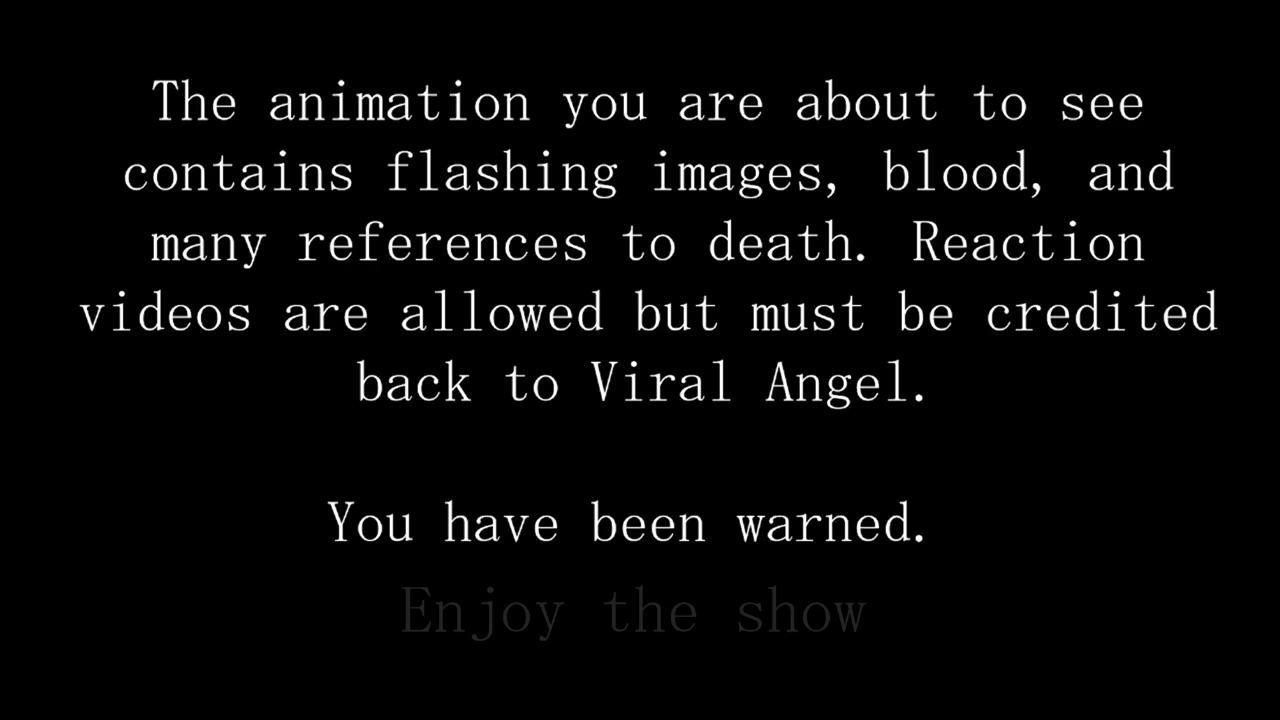 The animation you are about to see
contains flashing images, blood, and
many references to death. Reaction
videos are allowed but must be credited
back to Viral Angel.
You have been warned.
Enjoy the show